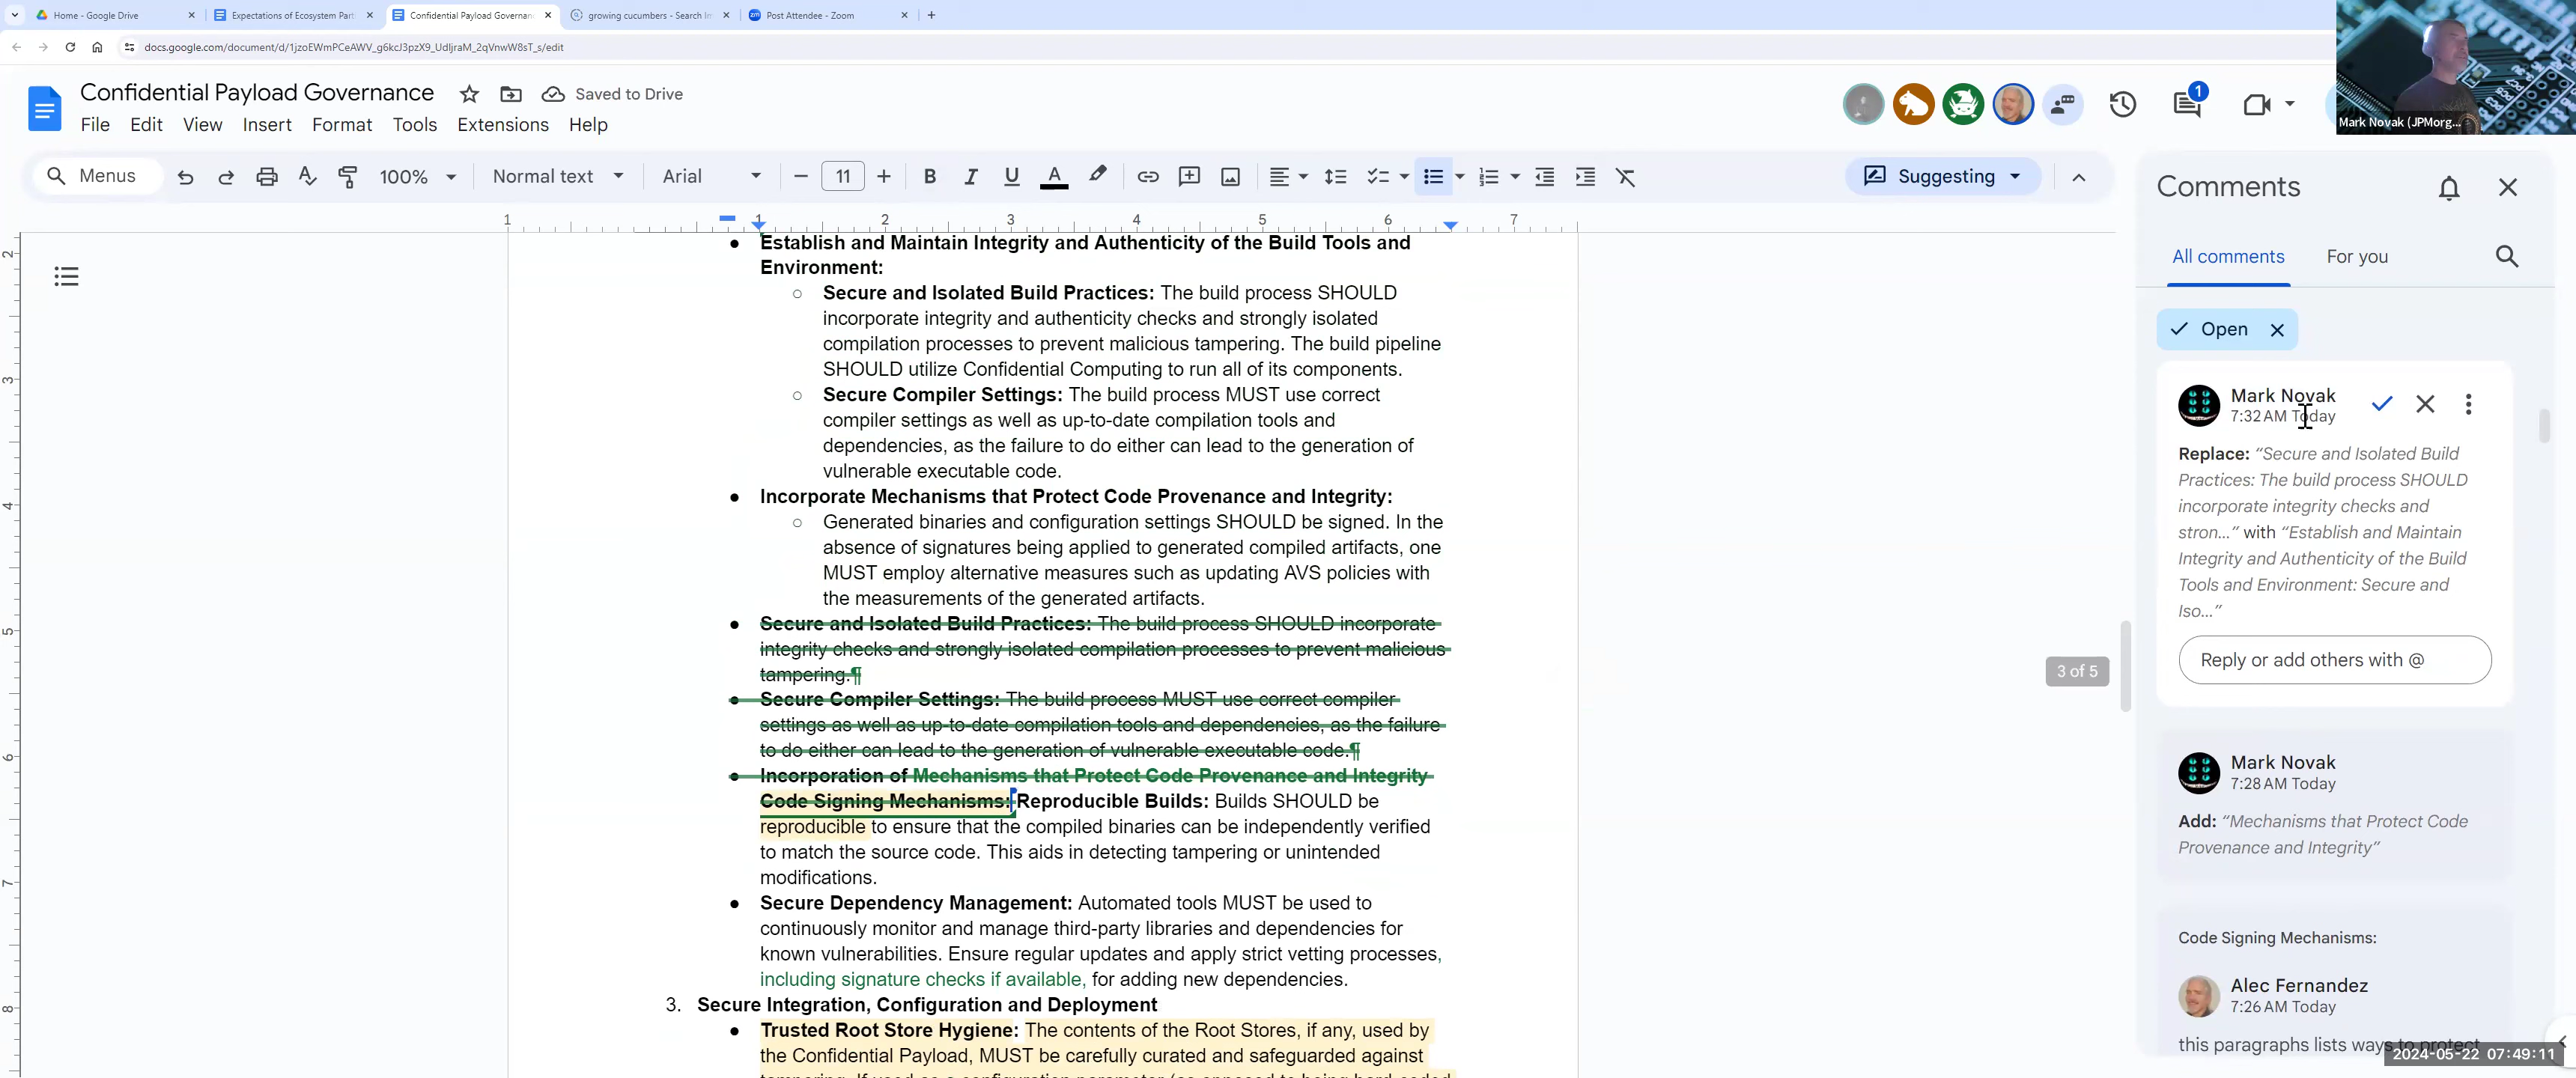 Home - Google Drive
Expectations of Ecosystem Part
Confidential Payload Governan
growing cucumbers - Search Im
Post Attendee - Zoom
docs.google.com/document/d/1jzoEWmPCeAWV_g6kcJ3pzX9_UdljraM_2qVnwW8sT_s/edit
Confidential Payload Governance
Saved to Drive
File Edit View Insert Format Tools Extensions Help
1
Mark Novak (JPMorg...
Menus
100%
Normal text
Arial
11
B I U A
Suggesting
1 1 2 3 4 5 6 7
2
3
4
5
6
7
8
Establish and Maintain Integrity and Authenticity of the Build Tools and
Environment:
Secure and Isolated Build Practices: The build process SHOULD
incorporate integrity and authenticity checks and strongly isolated
compilation processes to prevent malicious tampering. The build pipeline
SHOULD utilize Confidential Computing to run all of its components.
Secure Compiler Settings: The build process MUST use correct
compiler settings as well as up-to-date compilation tools and
dependencies, as the failure to do either can lead to the generation of
vulnerable executable code.
Incorporate Mechanisms that Protect Code Provenance and Integrity:
Generated binaries and configuration settings SHOULD be signed. In the
absence of signatures being applied to generated compiled artifacts, one
MUST employ alternative measures such as updating AVS policies with
the measurements of the generated artifacts.
Secure and Isolated Build Practices: The build process SHOULD incorporate
integrity checks and strongly isolated compilation processes to prevent malicious
tampering.¶
Secure Compiler Settings: The build process MUST use correct compiler
settings as well as up-to-date compilation tools and dependencies, as the failure
to do either can lead to the generation of vulnerable executable code.¶
Incorporation of Mechanisms that Protect Code Provenance and Integrity
Code Signing Mechanisms: Reproducible Builds: Builds SHOULD be
reproducible to ensure that the compiled binaries can be independently verified
to match the source code. This aids in detecting tampering or unintended
modifications.
Secure Dependency Management: Automated tools MUST be used to
continuously monitor and manage third-party libraries and dependencies for
known vulnerabilities. Ensure regular updates and apply strict vetting processes,
including signature checks if available, for adding new dependencies.
3. Secure Integration, Configuration and Deployment
Trusted Root Store Hygiene: The contents of the Root Stores, if any, used by
the Confidential Payload, MUST be carefully curated and safeguarded against
3 of 5
Comments
All comments
For you
Open
Mark Novak
7:32 AM Today
Replace: “Secure and Isolated Build
Practices: The build process SHOULD
incorporate integrity checks and
stron...” with “Establish and Maintain
Integrity and Authenticity of the Build
Tools and Environment: Secure and
Iso...”
Reply or add others with @
Mark Novak
7:28 AM Today
Add: “Mechanisms that Protect Code
Provenance and Integrity”
Code Signing Mechanisms:
Alec Fernandez
7:26 AM Today
this paragraphs lists ways to protect
2024-05-22 07:49:11